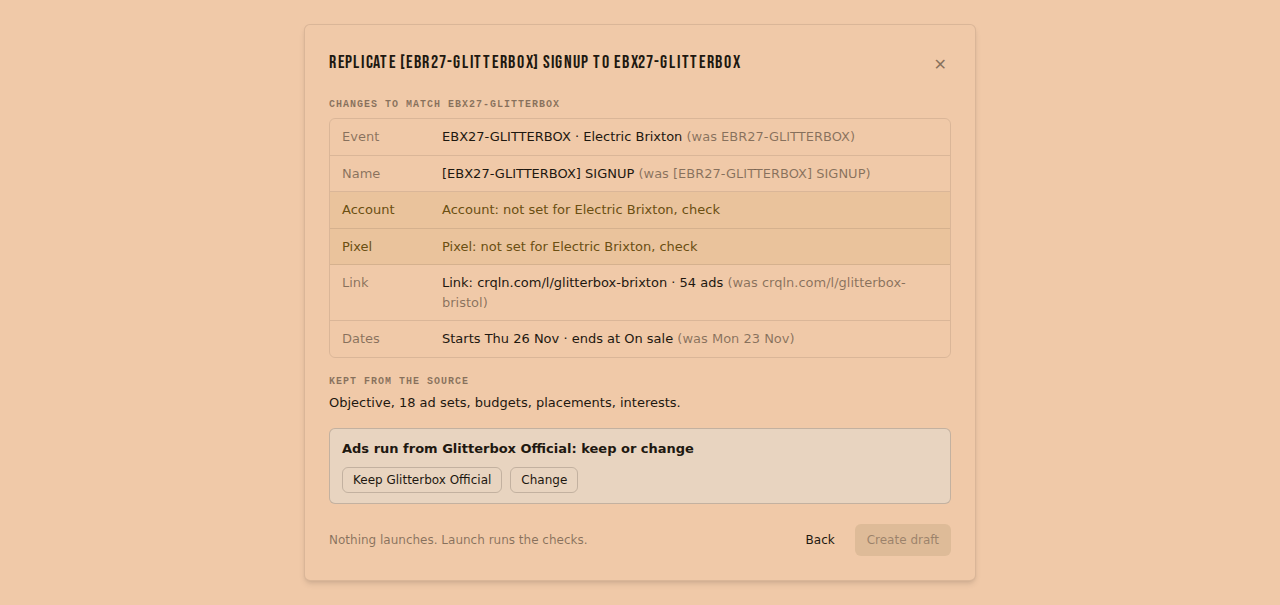 REPLICATE [EBR27-GLITTERBOX] SIGNUP TO EBX27-GLITTERBOX
×
CHANGES TO MATCH EBX27-GLITTERBOX
Event EBX27-GLITTERBOX · Electric Brixton (was EBR27-GLITTERBOX)
Name [EBX27-GLITTERBOX] SIGNUP (was [EBR27-GLITTERBOX] SIGNUP)
Account Account: not set for Electric Brixton, check
Pixel Pixel: not set for Electric Brixton, check
Link Link: crqln.com/l/glitterbox-brixton · 54 ads (was crqln.com/l/glitterbox-
bristol)
Dates Starts Thu 26 Nov · ends at On sale (was Mon 23 Nov)
KEPT FROM THE SOURCE
Objective, 18 ad sets, budgets, placements, interests.
Ads run from Glitterbox Official: keep or change
Keep Glitterbox Official Change
Nothing launches. Launch runs the checks. Back Create draft